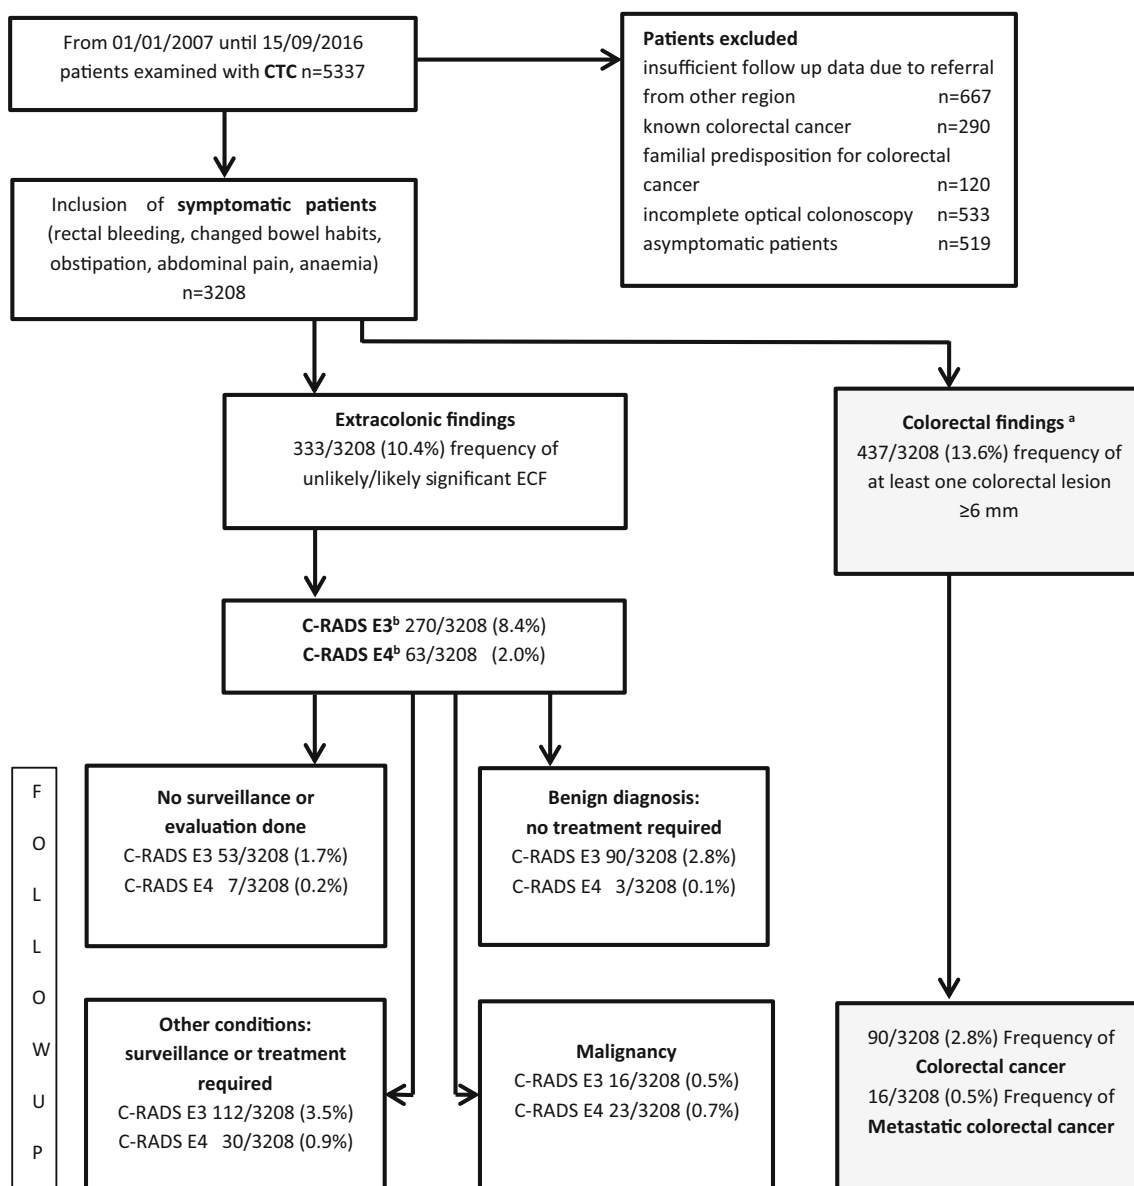 From 01/01/2007 until 15/09/2016
patients examined with CTC n=5337
Patients excluded
insufficient follow up data due to referral
from other region n=667
known colorectal cancer n=290
familial predisposition for colorectal
cancer n=120
incomplete optical colonoscopy n=533
asymptomatic patients n=519
Inclusion of symptomatic patients
(rectal bleeding, changed bowel habits,
obstipation, abdominal pain, anaemia)
n=3208
Extracolonic findings
333/3208 (10.4%) frequency of
unlikely/likely significant ECF
Colorectal findings a
437/3208 (13.6%) frequency of
at least one colorectal lesion
≥6 mm
C-RADS E3b 270/3208 (8.4%)
C-RADS E4b 63/3208 (2.0%)
F
O
L
L
O
W
U
P
No surveillance or
evaluation done
C-RADS E3 53/3208 (1.7%)
C-RADS E4 7/3208 (0.2%)
Benign diagnosis:
no treatment required
C-RADS E3 90/3208 (2.8%)
C-RADS E4 3/3208 (0.1%)
Other conditions:
surveillance or treatment
required
C-RADS E3 112/3208 (3.5%)
C-RADS E4 30/3208 (0.9%)
Malignancy
C-RADS E3 16/3208 (0.5%)
C-RADS E4 23/3208 (0.7%)
90/3208 (2.8%) Frequency of
Colorectal cancer
16/3208 (0.5%) Frequency of
Metastatic colorectal cancer